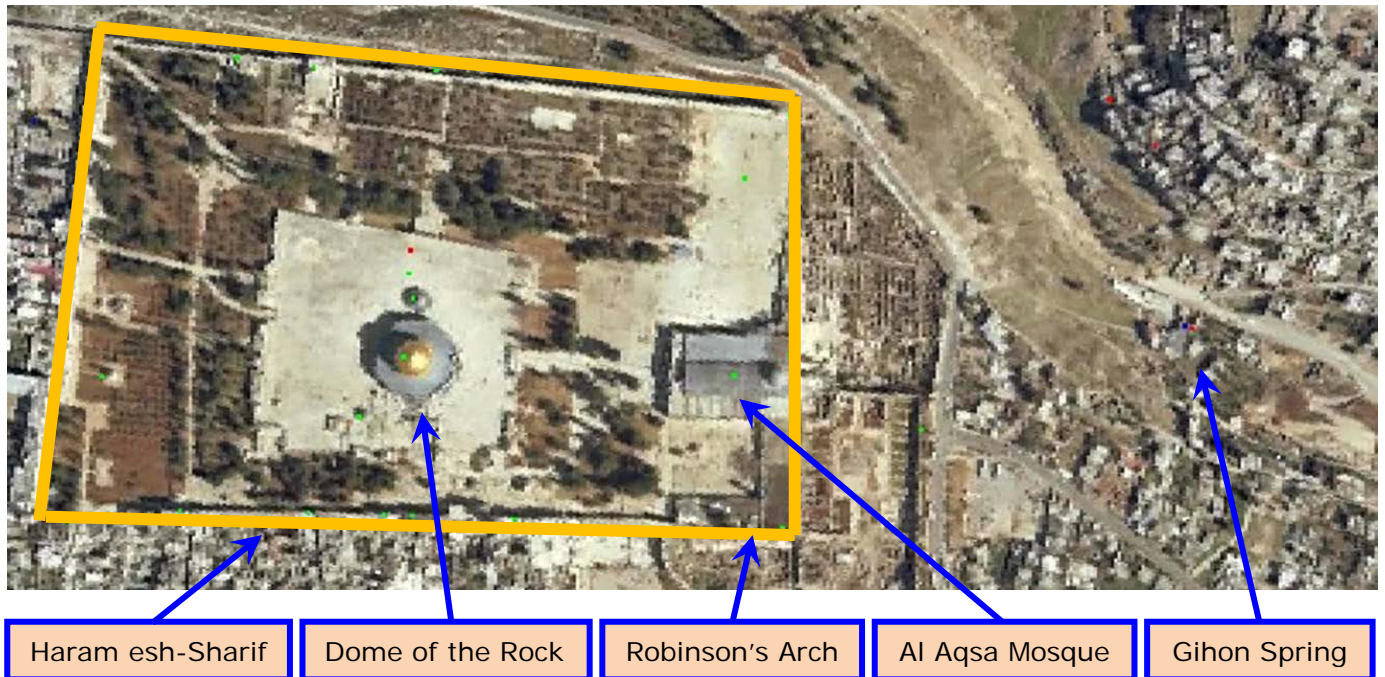 Haram esh-Sharif
Dome of the Rock
Robinson's Arch
Al Aqsa Mosque
Gihon Spring